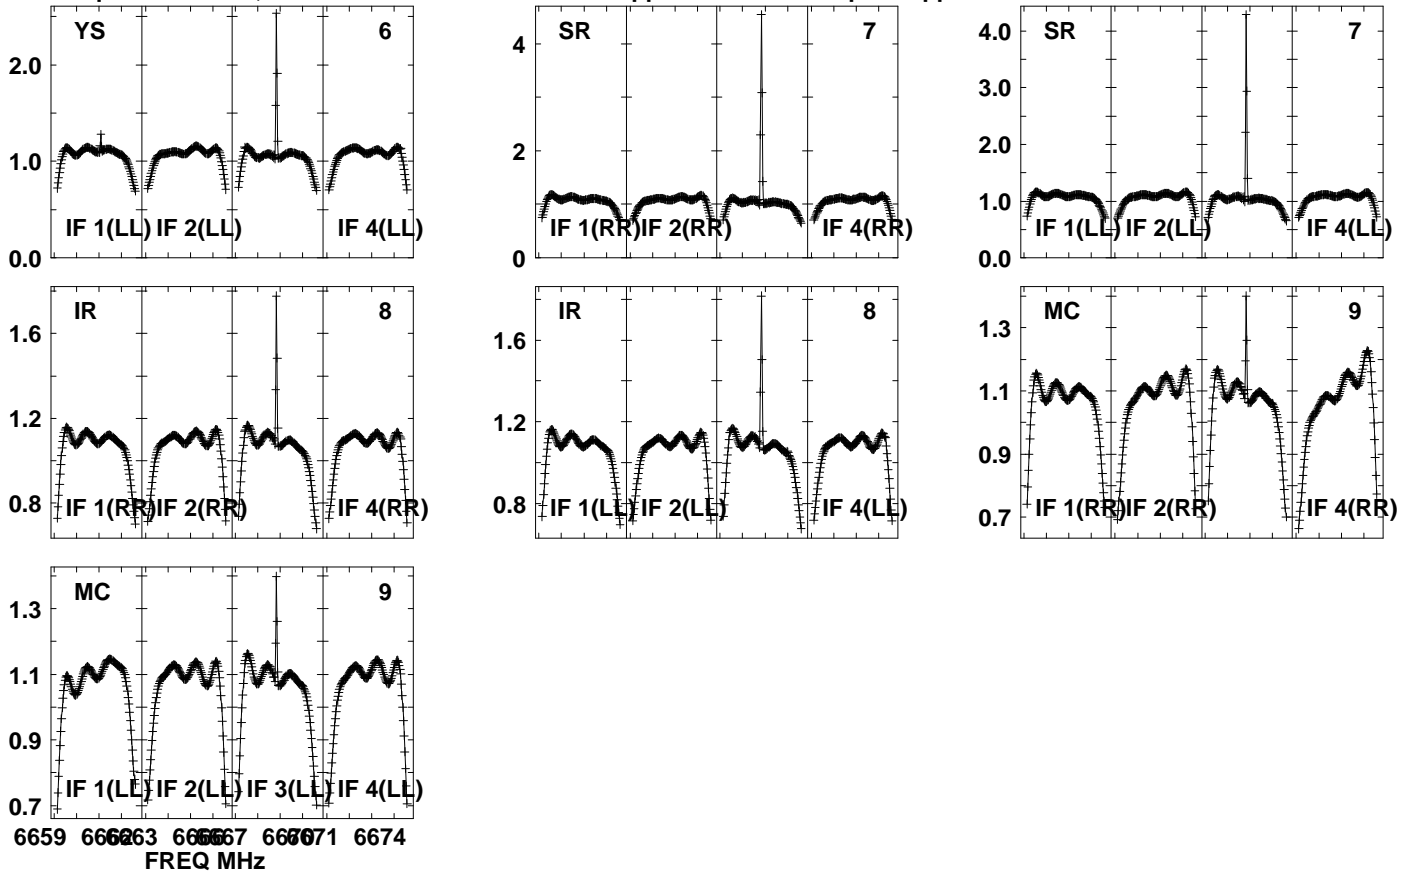 YS 6
2.0
1.0
0.0
IF 1(LL) IF 2(LL) IF 4(LL)
SR 7
4
2
0
IF 1(RR) IF 2(RR) IF 4(RR)
SR 7
4.0
3.0
2.0
1.0
0.0
IF 1(LL) IF 2(LL) IF 4(LL)
IR 8
1.6
1.2
0.8
IF 1(RR) IF 2(RR) IF 4(RR)
IR 8
1.6
1.2
0.8
IF 1(LL) IF 2(LL) IF 4(LL)
MC 9
1.3
1.1
0.9
0.7
IF 1(RR) IF 2(RR) IF 4(RR)
MC 9
1.3
1.1
0.9
0.7
IF 1(LL) IF 2(LL) IF 3(LL) IF 4(LL)
6659 6662 6663 6666 6667 6670 6671 6674
FREQ MHz